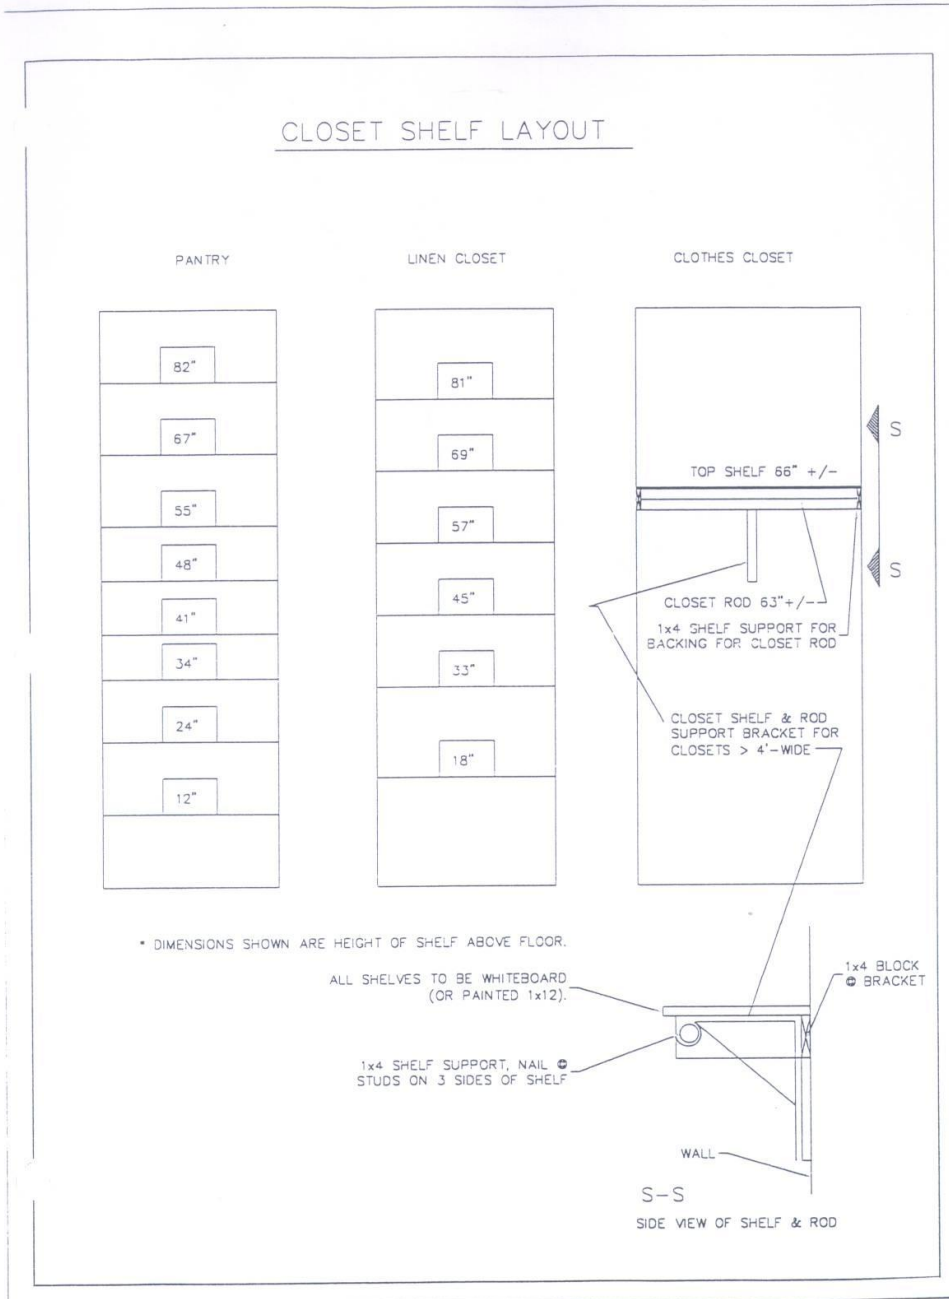 CLOSET SHELF LAYOUT
PANTRY
LINEN CLOSET
CLOTHES CLOSET
82"
67"
55"
48"
41"
34"
24"
12"
81"
69"
57"
45"
33"
18"
S
TOP SHELF 66" +/-
S
CLOSET ROD 63"+/-
1x4 SHELF SUPPORT FOR
BACKING FOR CLOSET ROD
CLOSET SHELF & ROD
SUPPORT BRACKET FOR
CLOSETS > 4'-WIDE
* DIMENSIONS SHOWN ARE HEIGHT OF SHELF ABOVE FLOOR.
ALL SHELVES TO BE WHITEBOARD
(OR PAINTED 1x12).
1x4 BLOCK
@ BRACKET
1x4 SHELF SUPPORT, NAIL @
STUDS ON 3 SIDES OF SHELF
WALL
S-S
SIDE VIEW OF SHELF & ROD